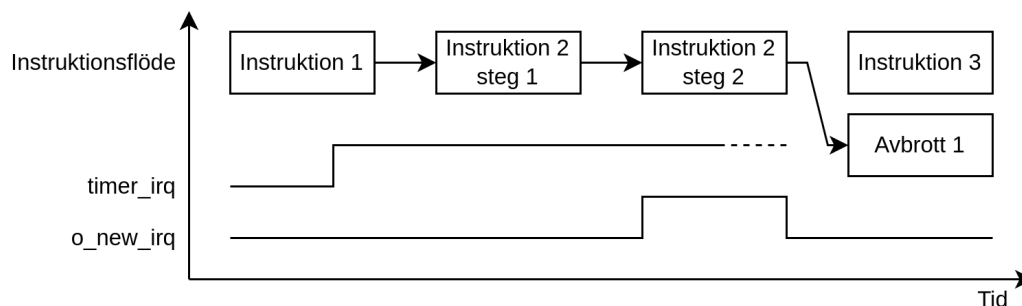 Instruktionsflöde
Instruktion 1
Instruktion 2
steg 1
Instruktion 2
steg 2
Instruktion 3
Avbrott 1
timer_irq
o_new_irq
Tid